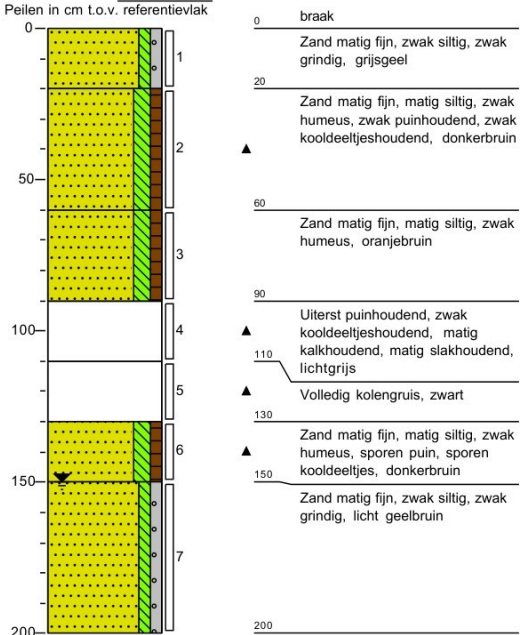 Peilen in cm t.o.v. referentievlak
0
50
100
150
200
1
2
3
4
5
6
7
0
braak
Zand matig fijn, zwak siltig, zwak
grindig, grijsgeel
20
Zand matig fijn, matig siltig, zwak
humeus, zwak puinhoudend, zwak
kooldeeltjeshoudend, donkerbruin
60
Zand matig fijn, matig siltig, zwak
humeus, oranjebruin
90
Uiterst puinhoudend, zwak
kooldeeltjeshoudend, matig
kalkhoudend, matig slakhoudend,
lichtgrijs
110
Volledig kolengruis, zwart
130
Zand matig fijn, matig siltig, zwak
humeus, sporen puin, sporen
kooldeeltjes, donkerbruin
150
Zand matig fijn, zwak siltig, zwak
grindig, licht geelbruin
200